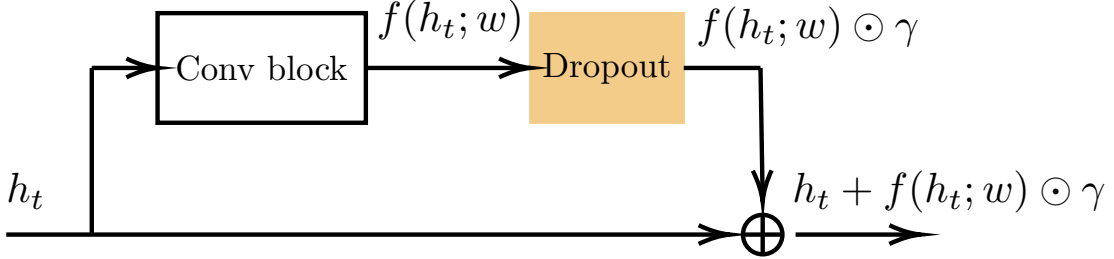 f(h_t; w)
f(h_t; w) ⊙ γ
Conv block
Dropout
h_t
h_t + f(h_t; w) ⊙ γ